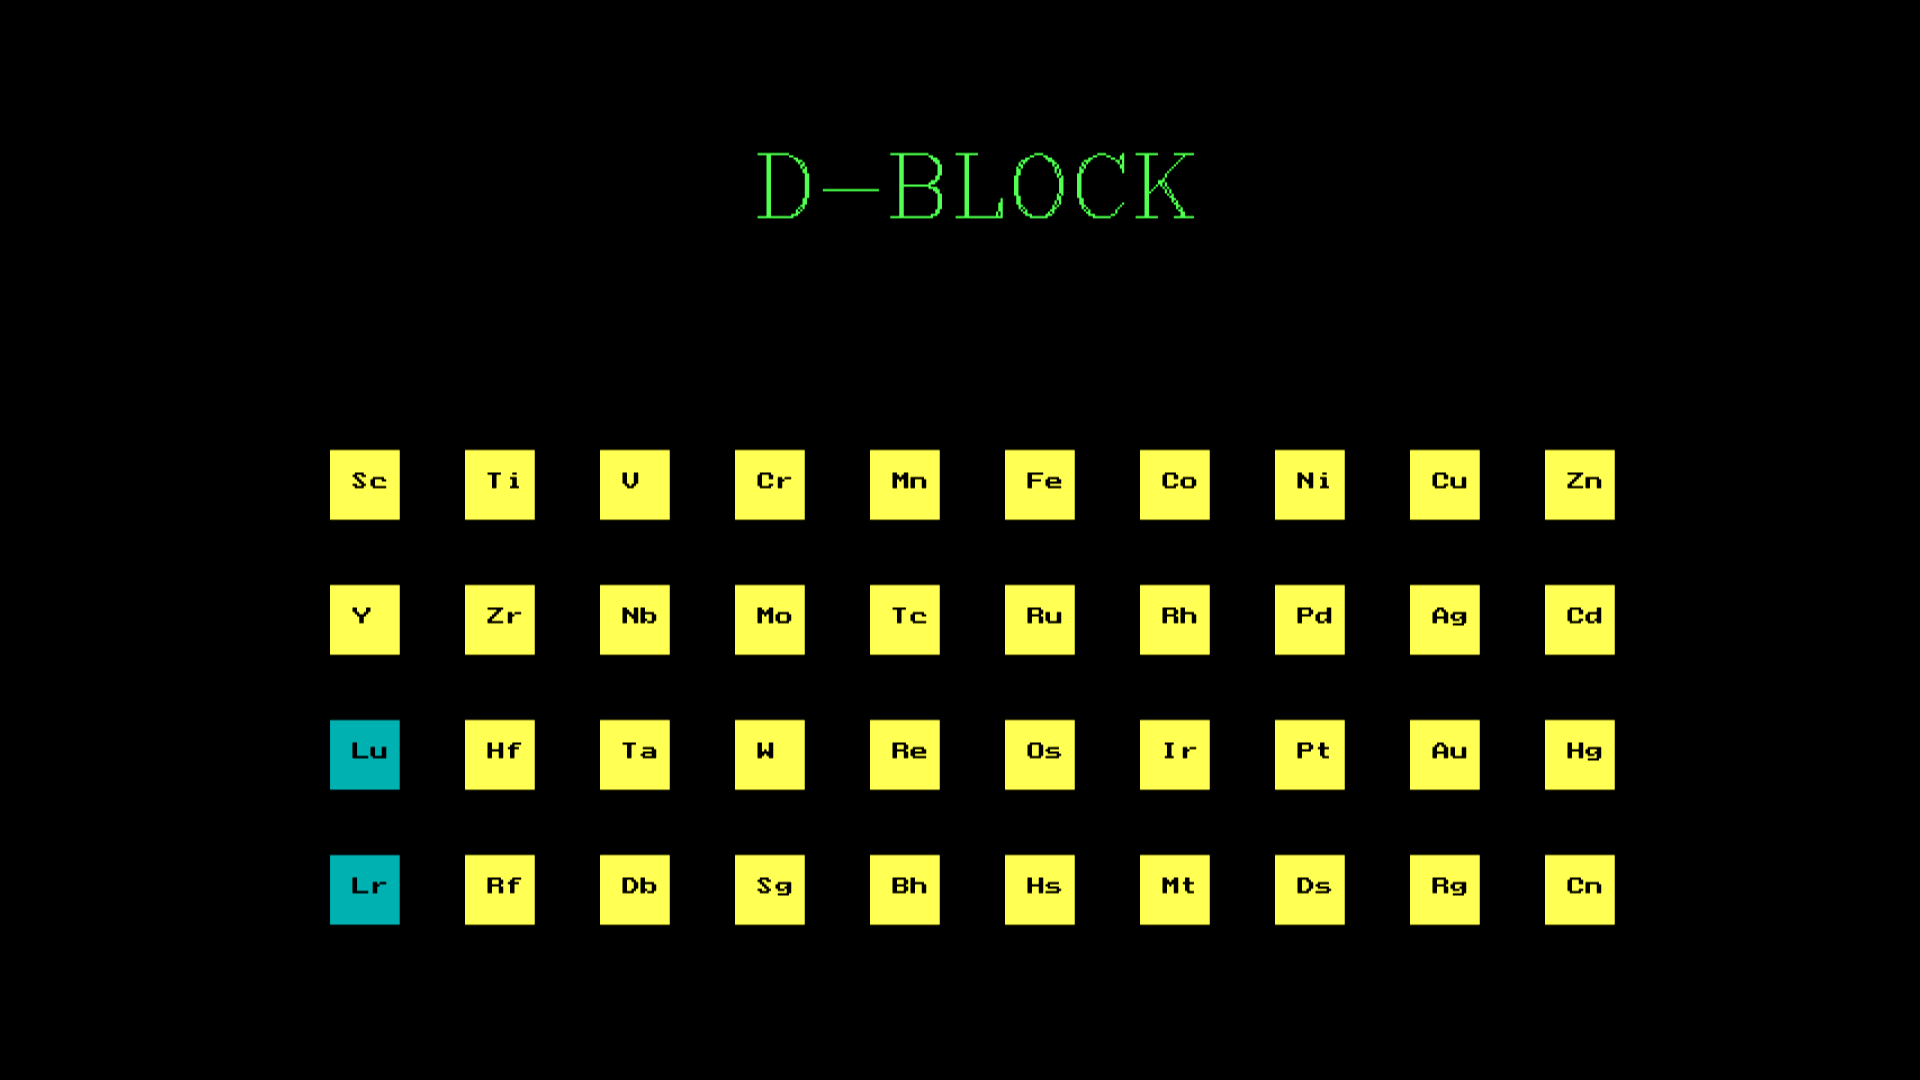 D-BLOCK
Sc Ti V Cr Mn Fe Co Ni Cu Zn
Y Zr Nb Mo Tc Ru Rh Pd Ag Cd
Lu Hf Ta W Re Os Ir Pt Au Hg
Lr Rf Db Sg Bh Hs Mt Ds Rg Cn